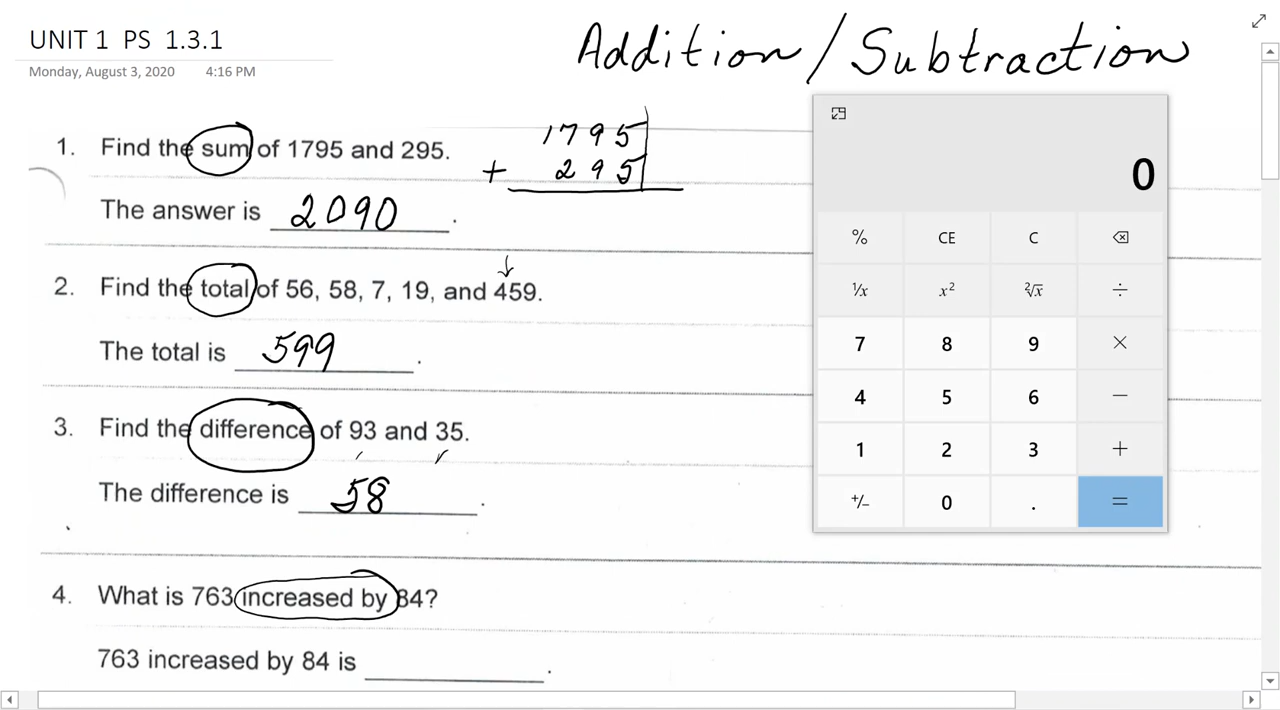 UNIT 1 PS 1.3.1
Monday, August 3, 2020 4:16 PM
Addition / Subtraction
1. Find the sum of 1795 and 295.
1795
+ 295
The answer is 2090.
2. Find the total of 56, 58, 7, 19, and 459.
The total is 599.
3. Find the difference of 93 and 35.
The difference is 58.
4. What is 763 increased by 84?
763 increased by 84 is ____.
0
% CE C ⌫
1/x x² ²√x ÷
7 8 9 ×
4 5 6 −
1 2 3 +
+/− 0 . =